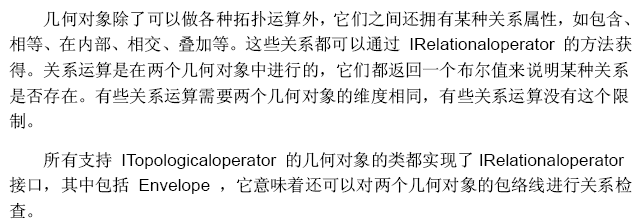 几何对象除了可以做各种拓扑运算外，它们之间还拥有某种关系属性，如包含、
相等、在内部、相交、叠加等。这些关系都可以通过 IRelationaloperator 的方法获
得。关系运算是在两个几何对象中进行的，它们都返回一个布尔值来说明某种关系
是否存在。有些关系运算需要两个几何对象的维度相同，有些关系运算没有这个限
制。
所有支持 ITopologicaloperator 的几何对象的类都实现了 IRelationaloperator
接口，其中包括 Envelope ，它意味着还可以对两个几何对象的包络线进行关系检
查。